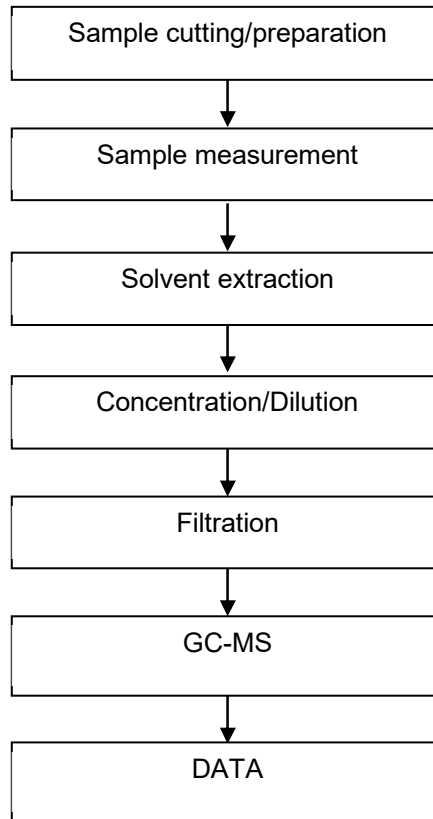 Sample cutting/preparation
Sample measurement
Solvent extraction
Concentration/Dilution
Filtration
GC-MS
DATA